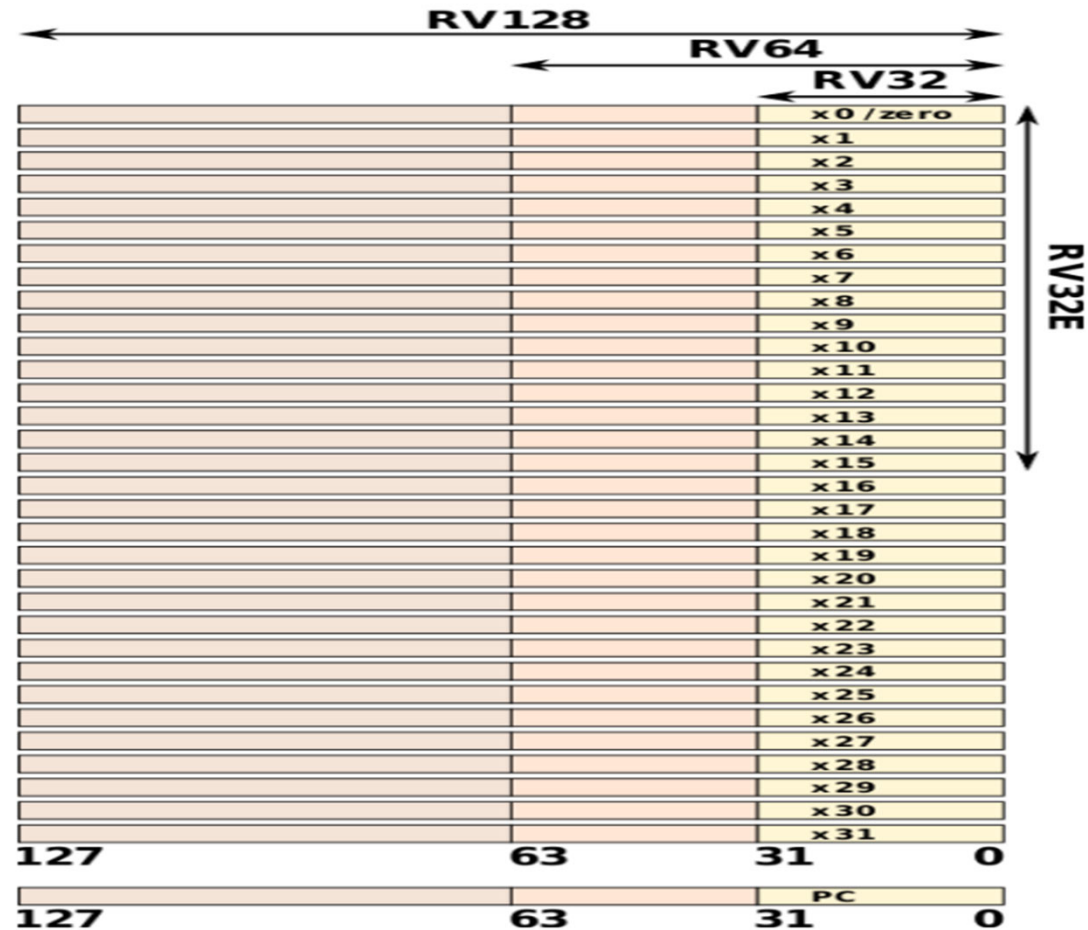 RV128
RV64
RV32
x0/zero
x1
x2
x3
x4
x5
x6
x7
RV32E
x8
x9
x10
x11
x12
x13
x14
x15
x16
x17
x18
x19
x20
x21
x22
x23
x24
x25
x26
x27
x28
x29
x30
x31
127 63 31 0
PC
127 63 31 0